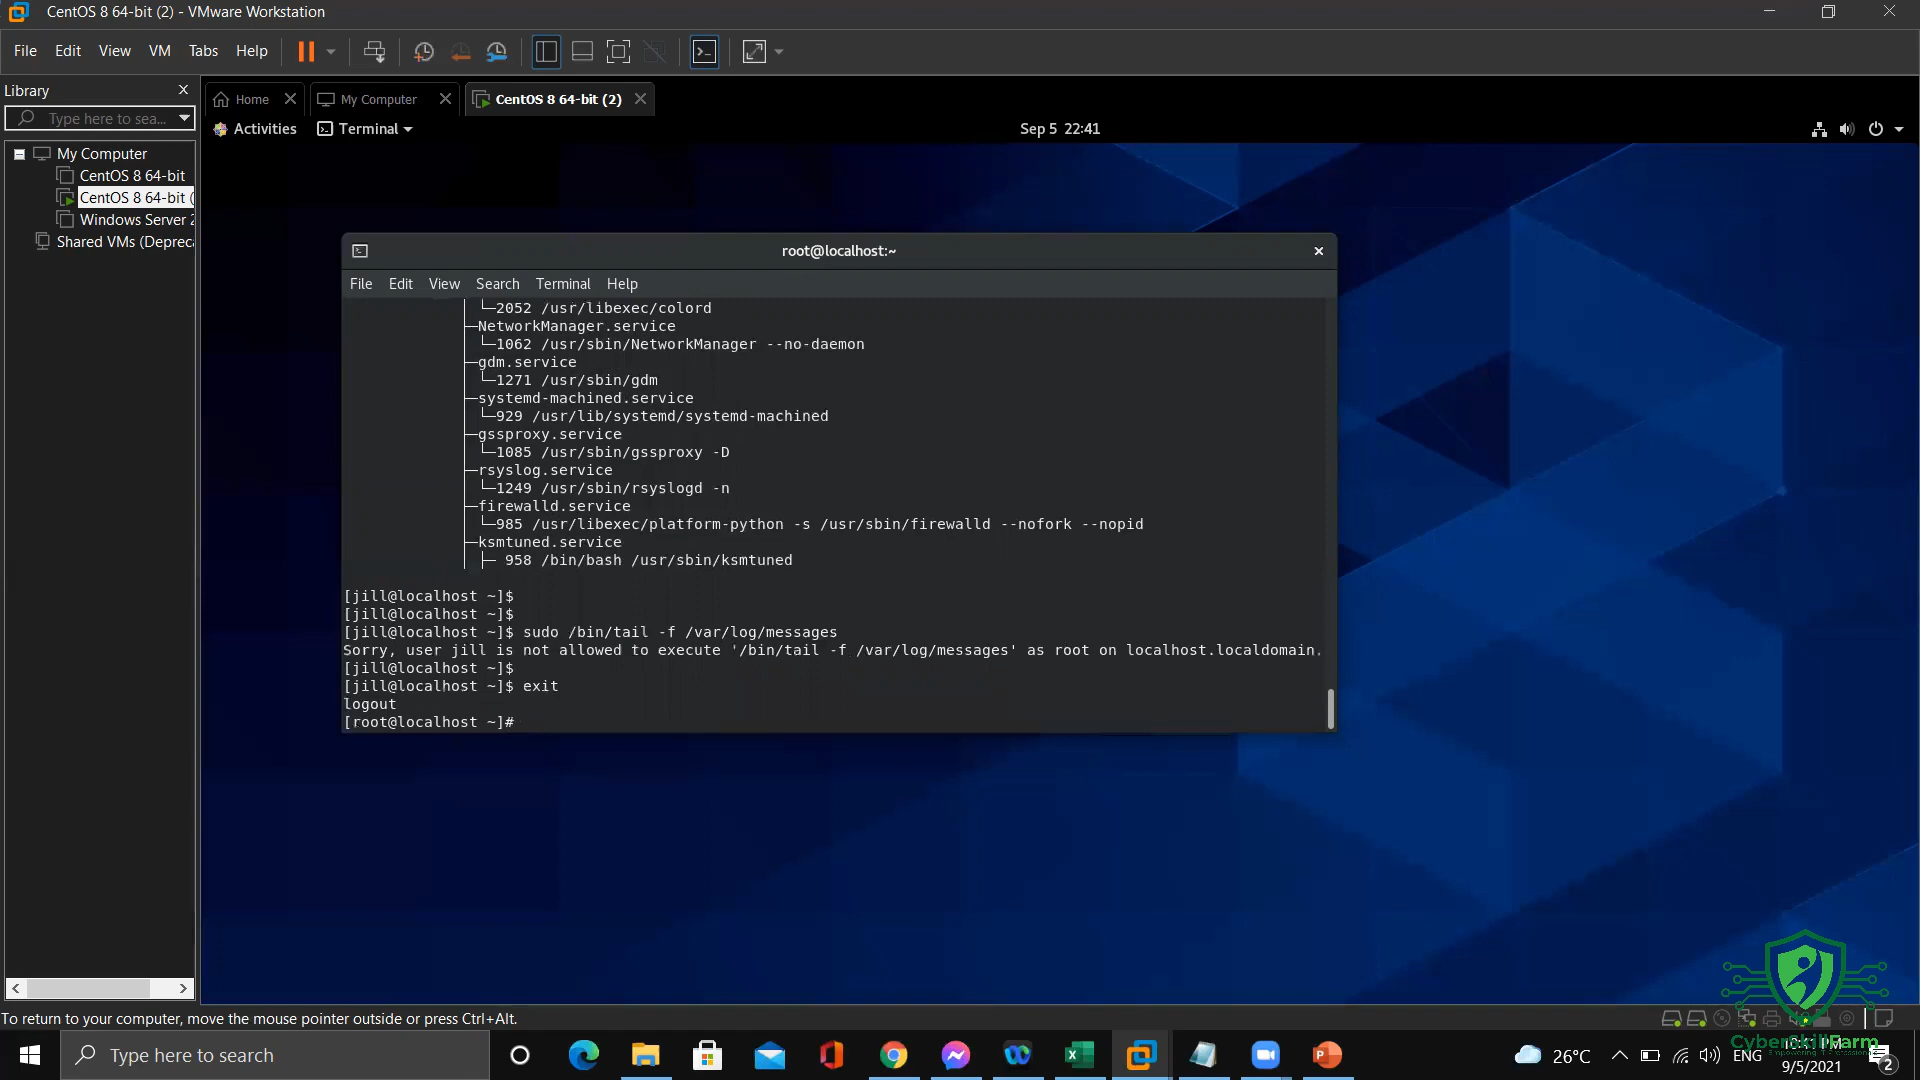 CentOS 8 64-bit (2) - VMware Workstation
File Edit View VM Tabs Help
Library
Type here to sea...
My Computer
CentOS 8 64-bit
CentOS 8 64-bit (
Windows Server 2
Shared VMs (Depreca
Home My Computer CentOS 8 64-bit (2)
Activities Terminal Sep 5 22:41
root@localhost:~
File Edit View Search Terminal Help
└─2052 /usr/libexec/colord
├─NetworkManager.service
└─1062 /usr/sbin/NetworkManager --no-daemon
├─gdm.service
└─1271 /usr/sbin/gdm
├─systemd-machined.service
└─929 /usr/lib/systemd/systemd-machined
├─gssproxy.service
└─1085 /usr/sbin/gssproxy -D
├─rsyslog.service
└─1249 /usr/sbin/rsyslogd -n
├─firewalld.service
└─985 /usr/libexec/platform-python -s /usr/sbin/firewalld --nofork --nopid
├─ksmtuned.service
├─ 958 /bin/bash /usr/sbin/ksmtuned
[jill@localhost ~]$
[jill@localhost ~]$
[jill@localhost ~]$ sudo /bin/tail -f /var/log/messages
Sorry, user jill is not allowed to execute '/bin/tail -f /var/log/messages' as root on localhost.localdomain.
[jill@localhost ~]$
[jill@localhost ~]$ exit
logout
[root@localhost ~]#
To return to your computer, move the mouse pointer outside or press Ctrl+Alt.
CyberSkillFarm
Type here to search
26°C ENG
9/5/2021
2